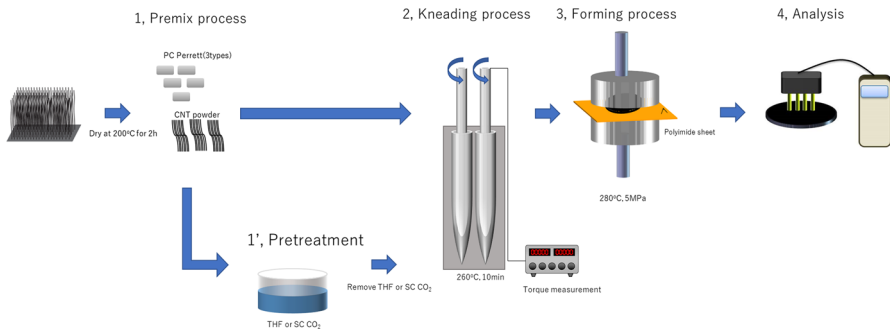 1, Premix process
PC Perrett(3types)
CNT powder
Dry at 200ºC for 2h
1', Pretreatment
THF or SC CO₂
Remove THF or SC CO₂
2, Kneading process
260ºC, 10min
Torque measurement
3, Forming process
Polyimide sheet
280ºC, 5MPa
4, Analysis